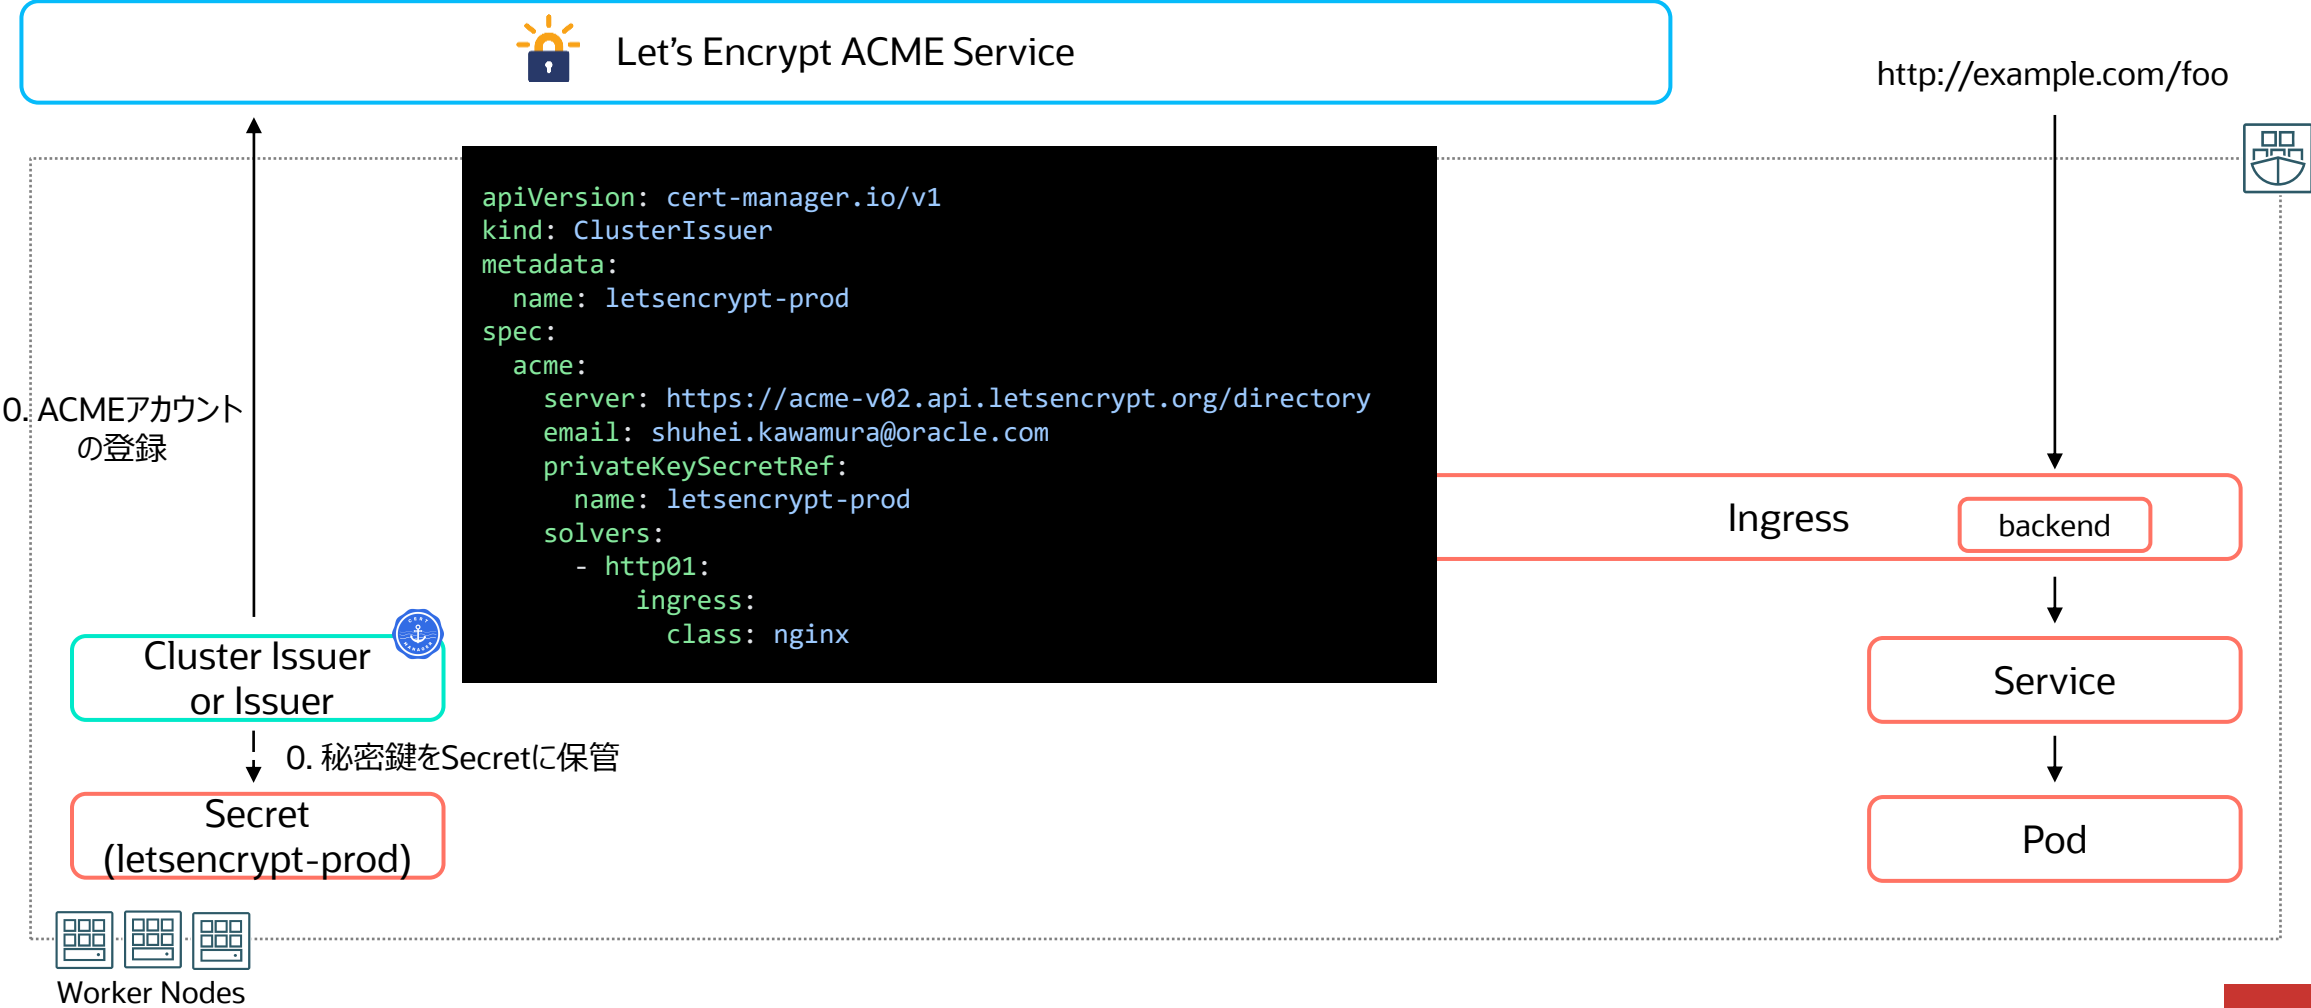 Let’s Encrypt ACME Service
http://example.com/foo
apiVersion: cert-manager.io/v1
kind: ClusterIssuer
metadata:
  name: letsencrypt-prod
spec:
  acme:
    server: https://acme-v02.api.letsencrypt.org/directory
    email: shuhei.kawamura@oracle.com
    privateKeySecretRef:
      name: letsencrypt-prod
    solvers:
      - http01:
          ingress:
            class: nginx
0. ACMEアカウント
の登録
Ingress
backend
CERT
MANAGER
Cluster Issuer
or Issuer
Service
0. 秘密鍵をSecretに保管
Secret
(letsencrypt-prod)
Pod
Worker Nodes